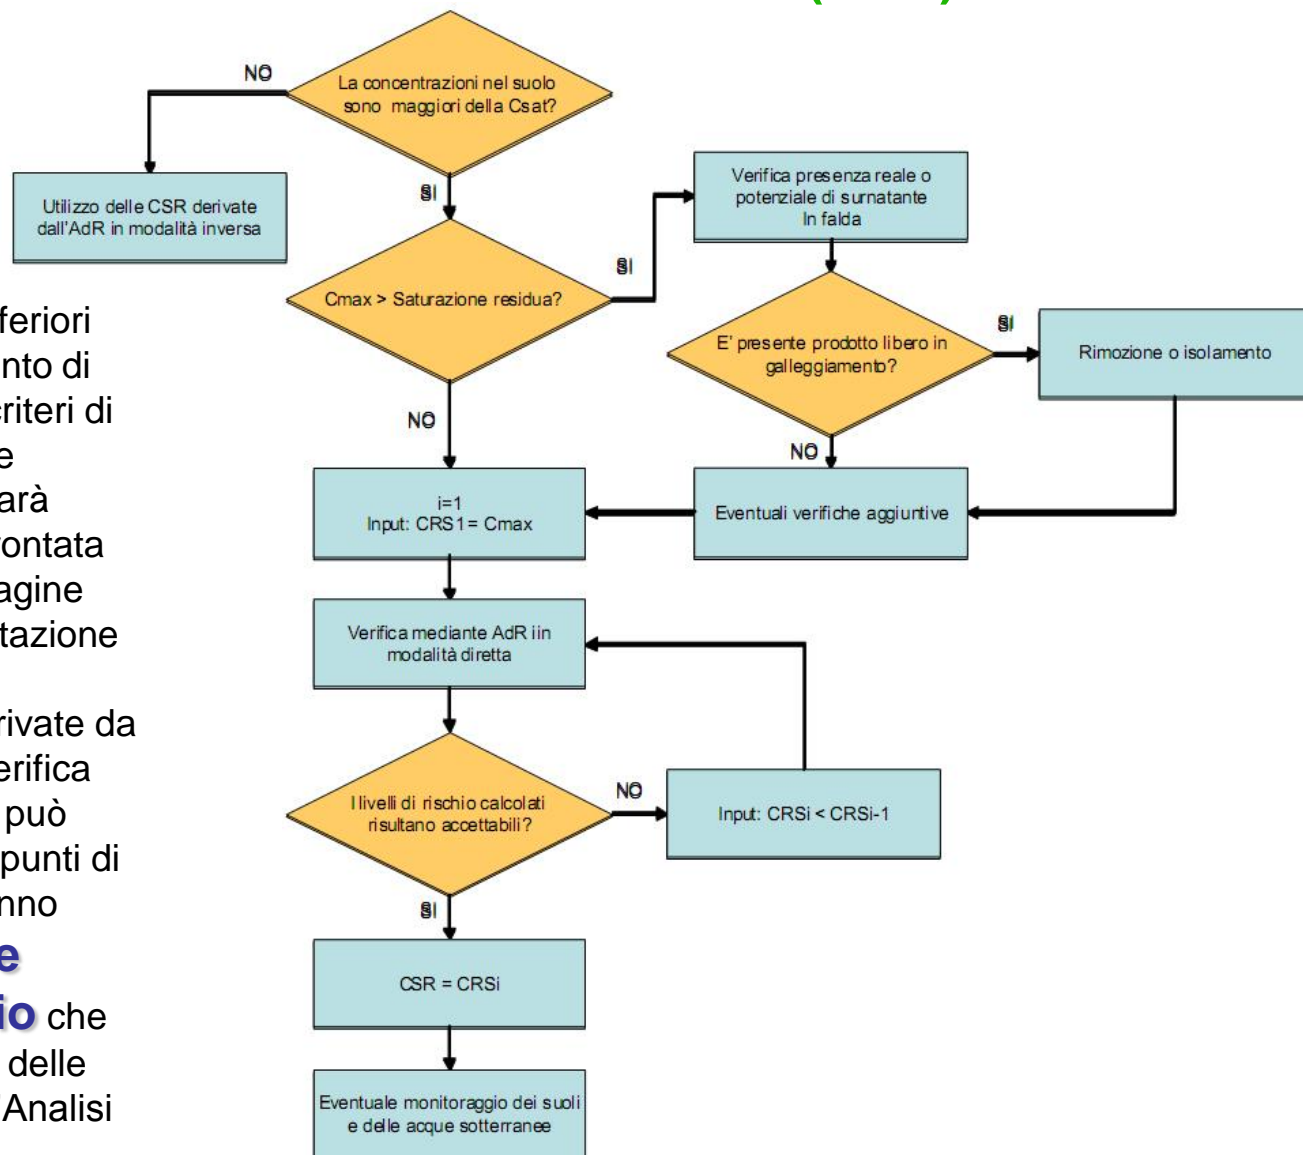 NO
La concentrazioni nel suolo
sono maggiori della Csat?
Utilizzo delle CSR derivate
dall'AdR in modalità inversa
SI
Verifica presenza reale o
potenziale di surnatante
In falda
Cmax > Saturazione residua?
SI
E' presente prodotto libero in
galleggiamento?
SI
Rimozione o isolamento
NO
NO
i=1
Input: CRS1 = Cmax
Eventuali verifiche aggiuntive
Verifica mediante AdR i in
modalità diretta
I livelli di rischio calcolati
risultano accettabili?
NO
Input: CRSi < CRSi-1
SI
CSR = CRSi
Eventuale monitoraggio dei suoli
e delle acque sotterranee
feriori
nto di
criteri di
e
arà
rontata
agine
tazione
rivate da
erifica
può
punti di
nno
e
io che
delle
'Analisi